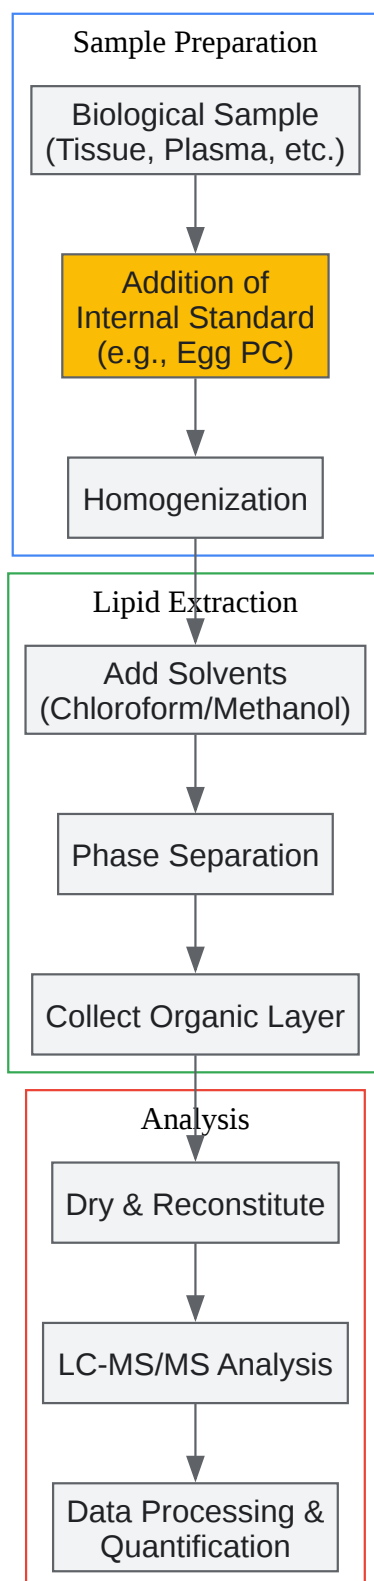 Sample Preparation
Biological Sample
(Tissue, Plasma, etc.)
Addition of
Internal Standard
(e.g., Egg PC)
Homogenization
Lipid Extraction
Add Solvents
(Chloroform/Methanol)
Phase Separation
Collect Organic Layer
Analysis
Dry & Reconstitute
LC-MS/MS Analysis
Data Processing &
Quantification